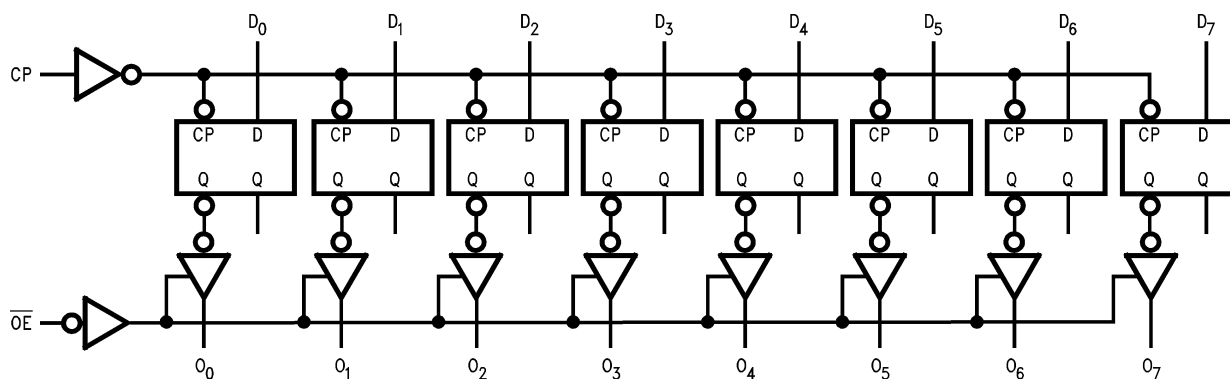 D0 D1 D2 D3 D4 D5 D6 D7
CP
CP D CP D CP D CP D CP D CP D CP D CP D
Q Q Q Q Q Q Q Q Q Q Q Q Q Q Q Q
O̅E̅
O0 O1 O2 O3 O4 O5 O6 O7